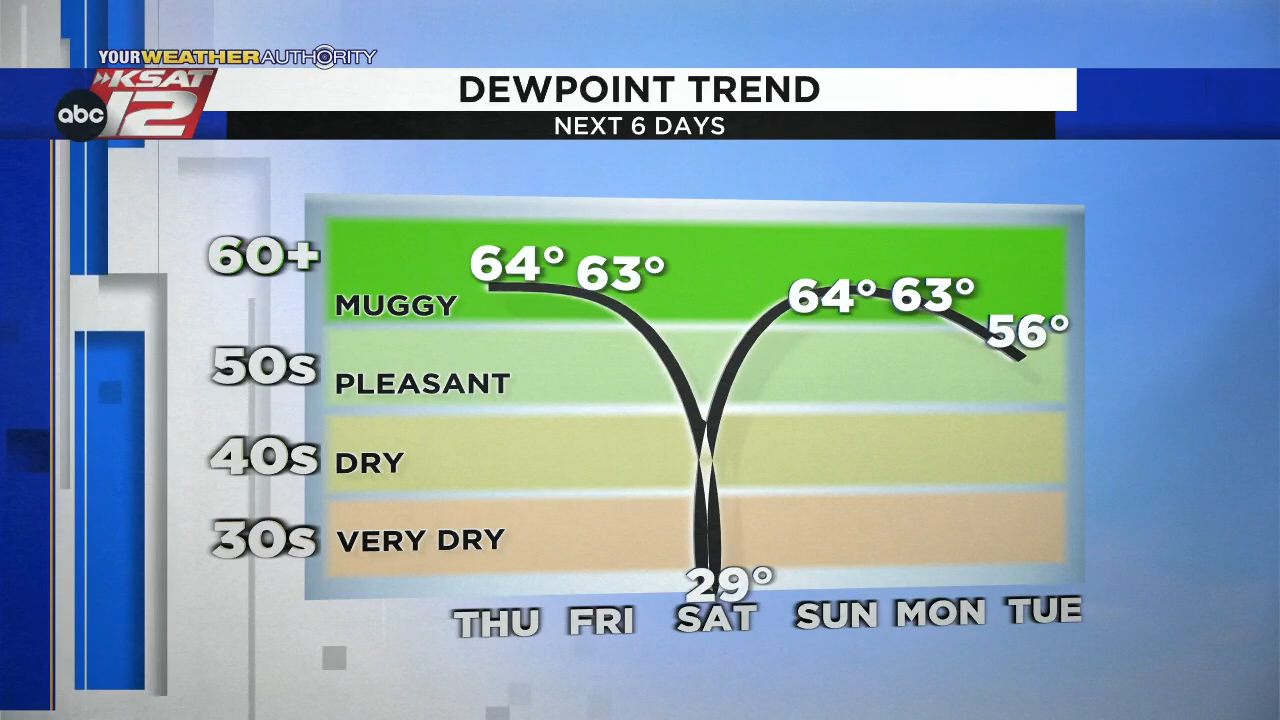 YOURWEATHERAUTHORITY
KSAT
abc 12
DEWPOINT TREND
NEXT 6 DAYS
60+
MUGGY
64° 63° 64° 63° 56°
50s PLEASANT
40s DRY
30s VERY DRY
29°
THU FRI SAT SUN MON TUE